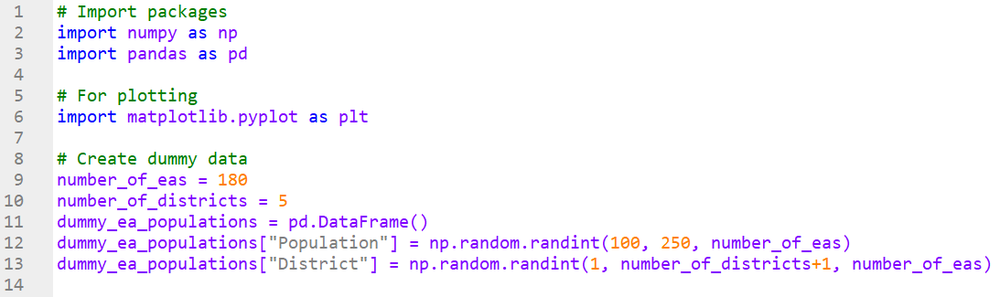 1 # Import packages
2 import numpy as np
3 import pandas as pd
4
5 # For plotting
6 import matplotlib.pyplot as plt
7
8 # Create dummy data
9 number_of_eas = 180
10 number_of_districts = 5
11 dummy_ea_populations = pd.DataFrame()
12 dummy_ea_populations["Population"] = np.random.randint(100, 250, number_of_eas)
13 dummy_ea_populations["District"] = np.random.randint(1, number_of_districts+1, number_of_eas)
14